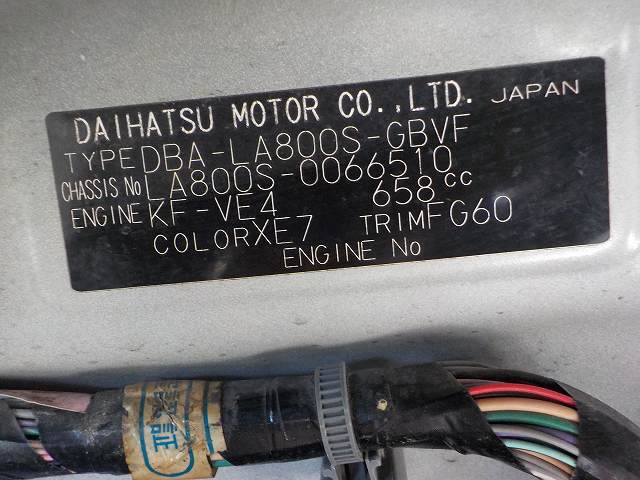 DAIHATSU MOTOR CO.,LTD. JAPAN
TYPE DBA-LA800S-GBVF
CHASSIS No LA800S-0066510
ENGINE KF-VE4 658cc
COLOR XE7 TRIM FG60
ENGINE No
証